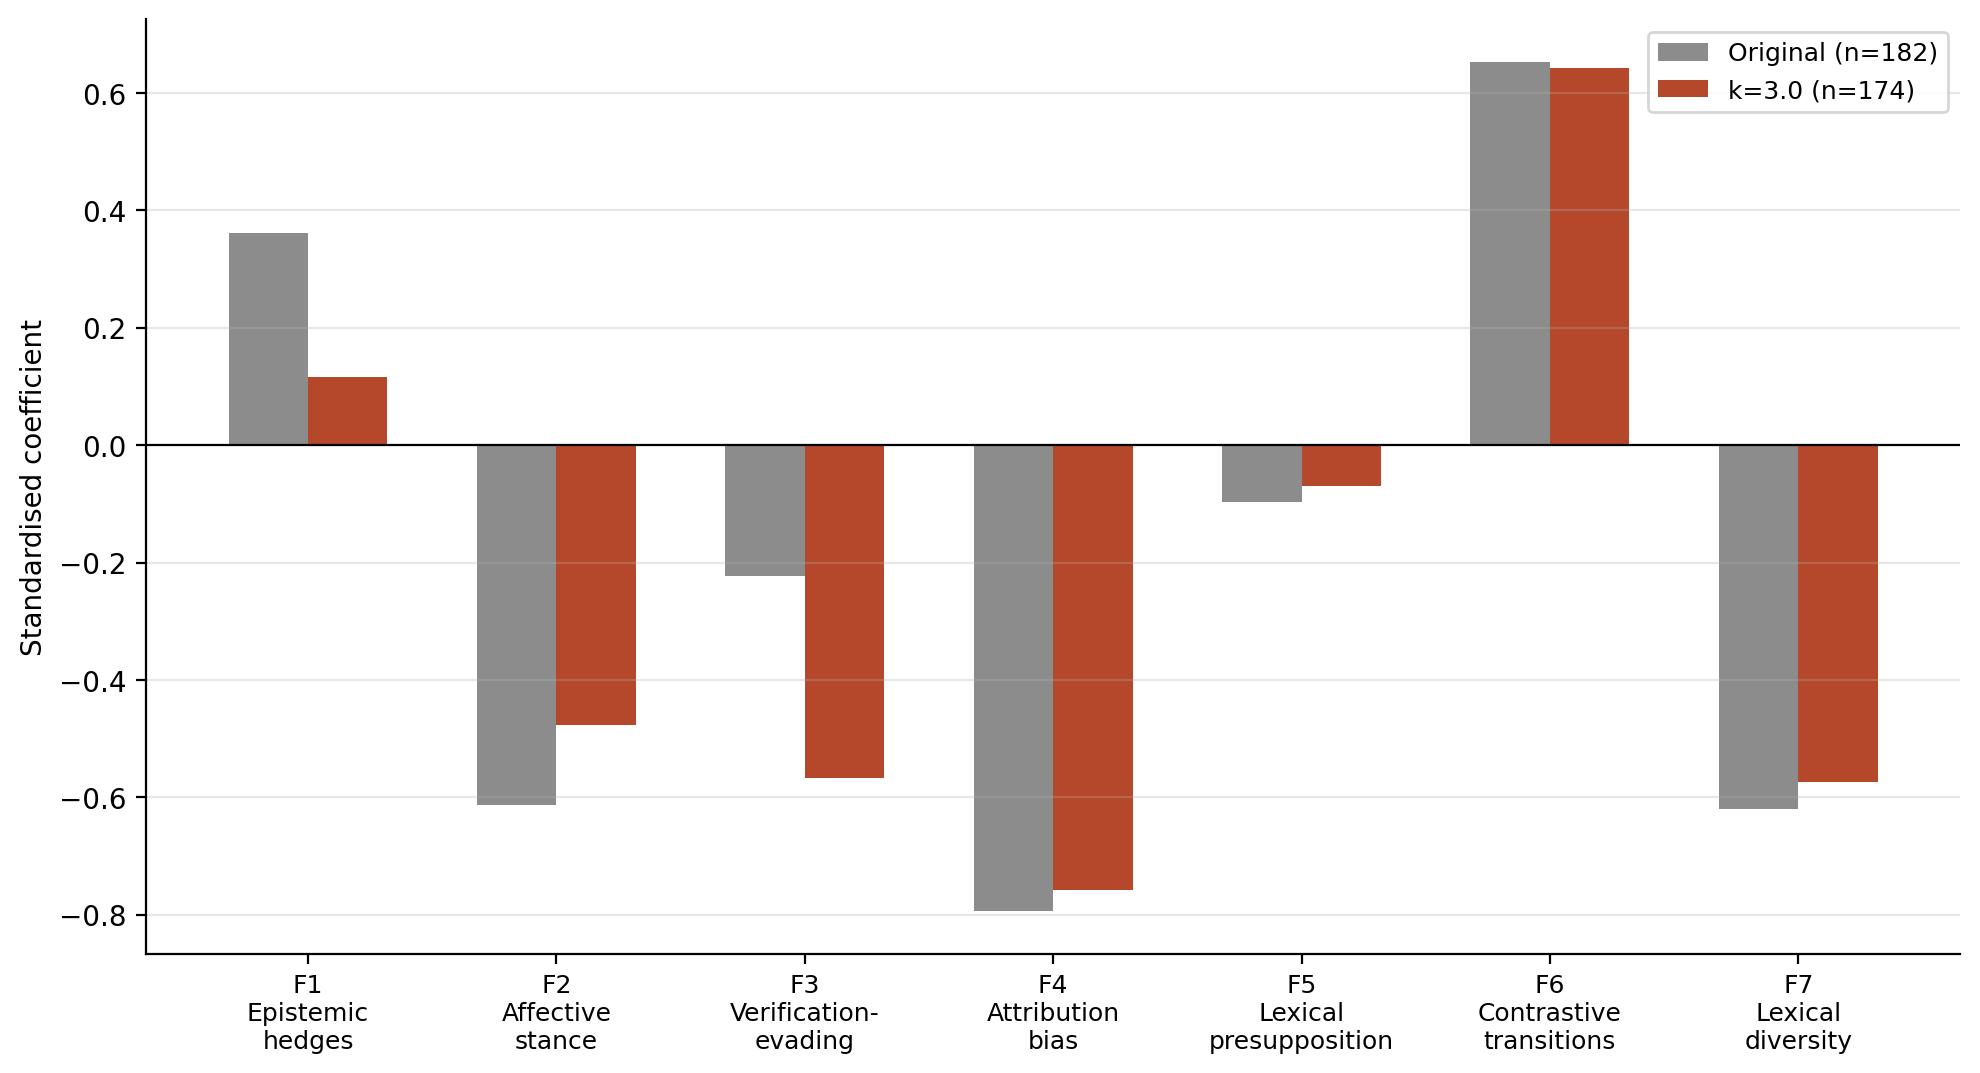 Original (n=182)
k=3.0 (n=174)
Standardised coefficient
0.6
0.4
0.2
0.0
−0.2
−0.4
−0.6
−0.8
F1
Epistemic
hedges
F2
Affective
stance
F3
Verification-
evading
F4
Attribution
bias
F5
Lexical
presupposition
F6
Contrastive
transitions
F7
Lexical
diversity